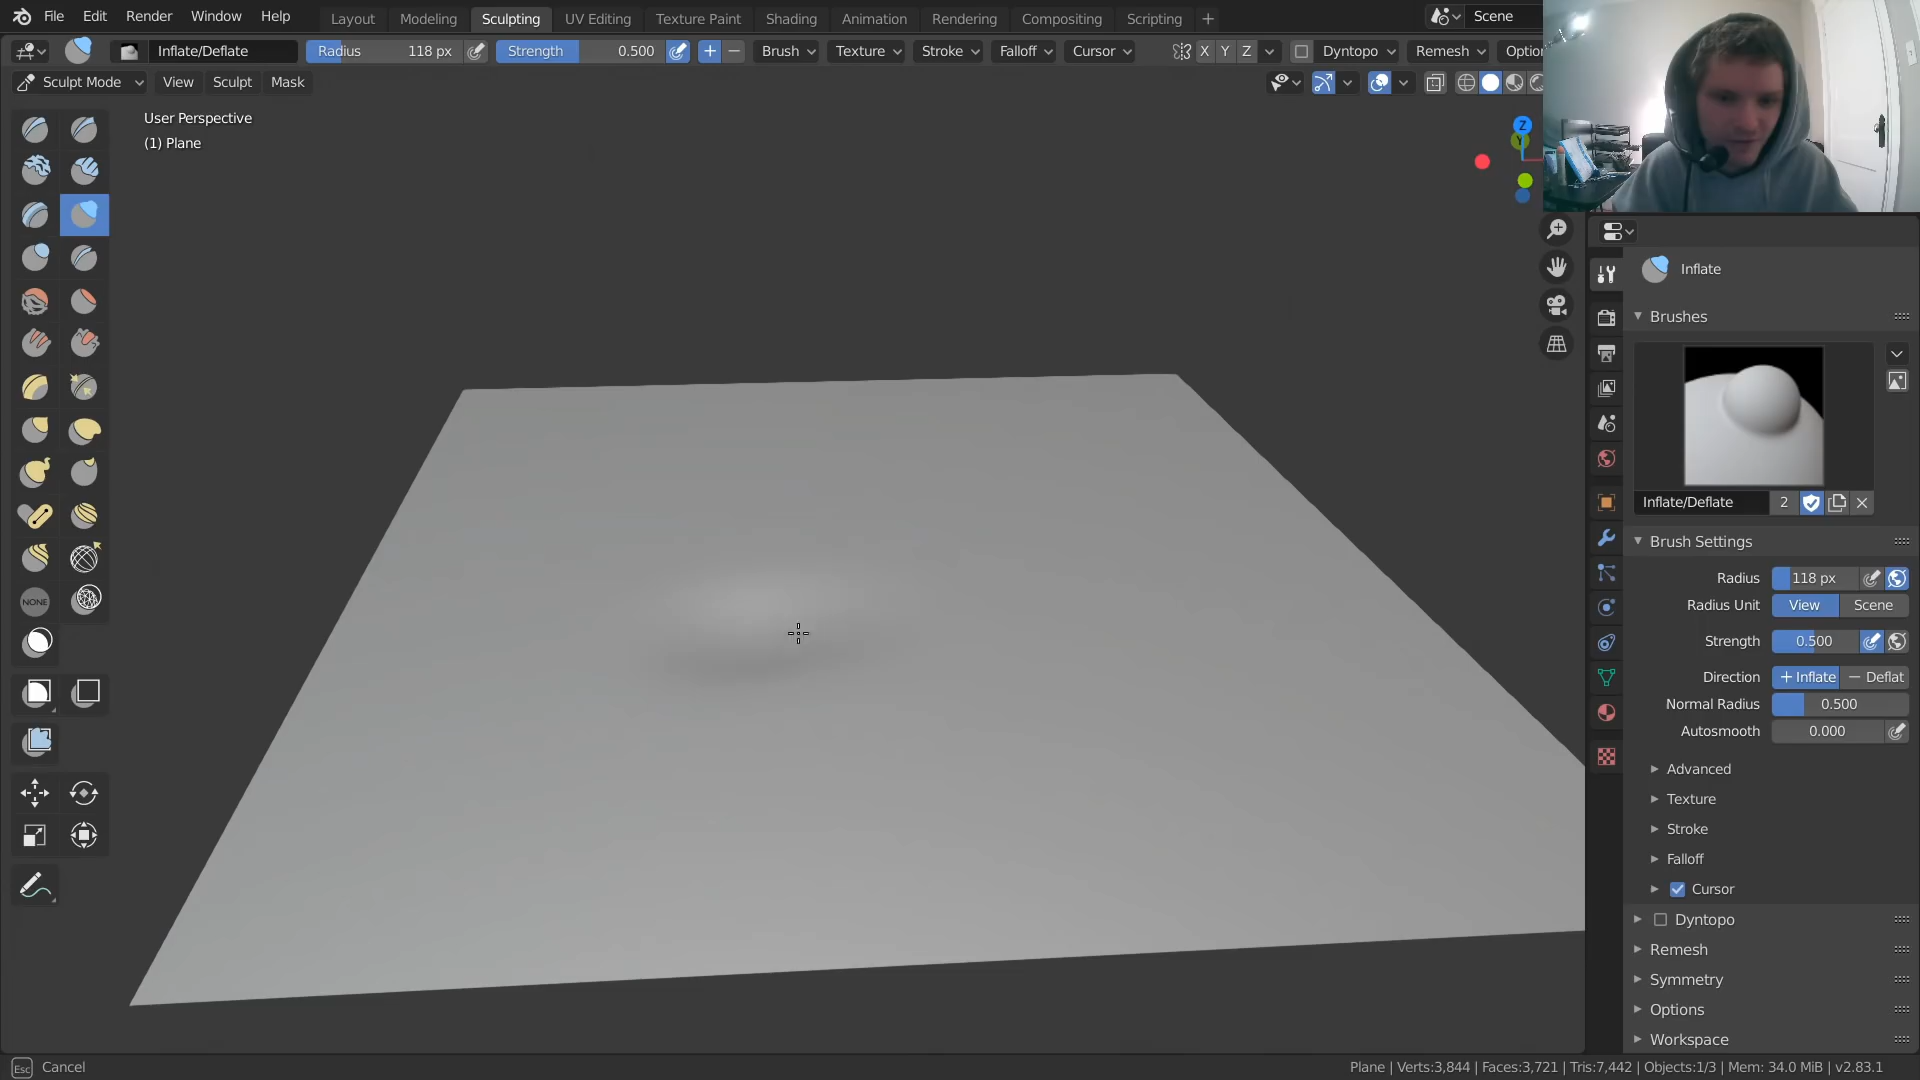 File Edit Render Window Help Layout Modeling Sculpting UV Editing Texture Paint Shading Animation Rendering Compositing Scripting + Scene
Inflate/Deflate Radius 118 px Strength 0.500 + − Brush Texture Stroke Falloff Cursor X Y Z Dyntopo Remesh Optio
Sculpt Mode View Sculpt Mask
User Perspective
(1) Plane
Z
Y
Inflate
Brushes
Inflate/Deflate 2
Brush Settings
Radius 118 px
Radius Unit View Scene
Strength 0.500
Direction + Inflate − Deflat
Normal Radius 0.500
Autosmooth 0.000
Advanced
Texture
Stroke
Falloff
Cursor
Dyntopo
Remesh
Symmetry
Options
Workspace
NONE
Esc Cancel
Plane | Verts:3,844 | Faces:3,721 | Tris:7,442 | Objects:1/3 | Mem: 34.0 MiB | v2.83.1